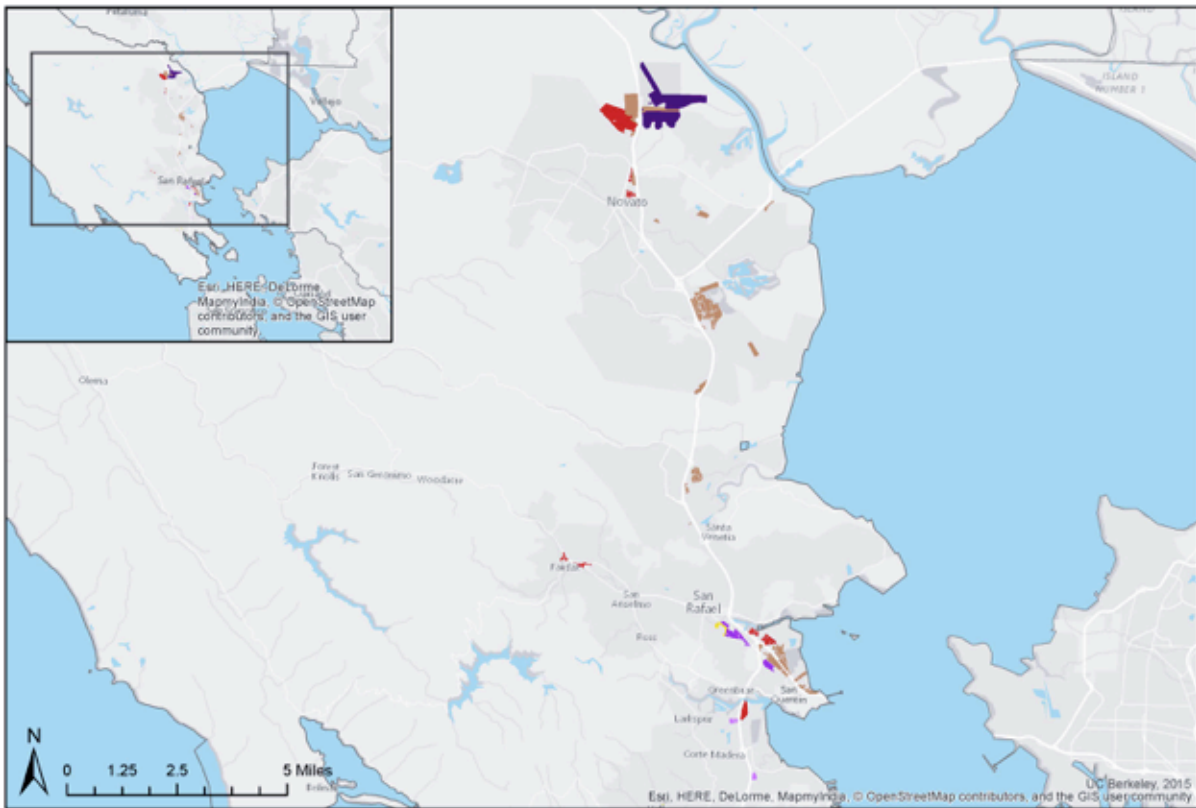 Petaluma
Vallejo
San Rafael
Oakland
Esri, HERE, DeLorme,
MapmyIndia, © OpenStreetMap
contributors, and the GIS user
community
ISLAND
ISLAND
NUMBER 1
Novato
Olema
Forest
Knolls
San Geronimo
Woodacre
Santa
Venetia
Fairfax
San
Anselmo
San
Rafael
Ross
Greenbrae
San
Quentin
Larkspur
Corte Madera
N
0 1.25 2.5 5 Miles
Bolinas
UC Berkeley, 2015
Esri, HERE, DeLorme, MapmyIndia, © OpenStreetMap contributors, and the GIS user community